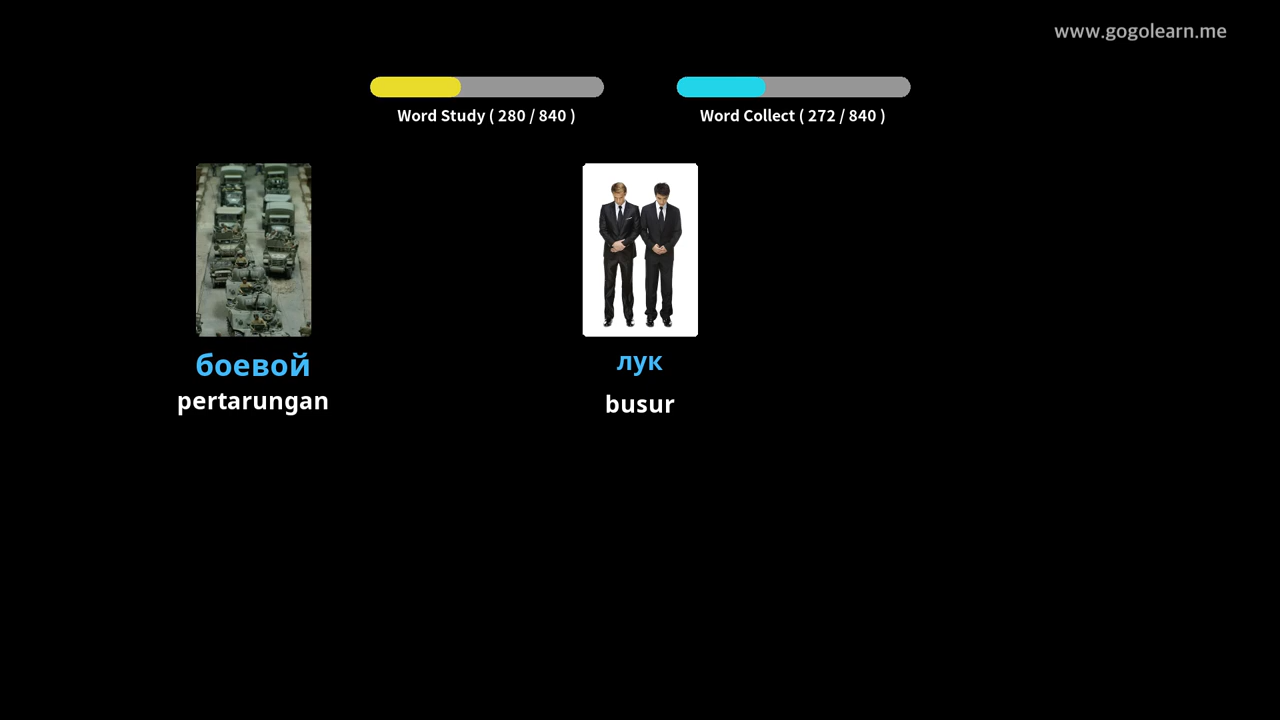 www.gogolearn.me
Word Study ( 280 / 840 )
Word Collect ( 272 / 840 )
боевой
pertarungan
лук
busur